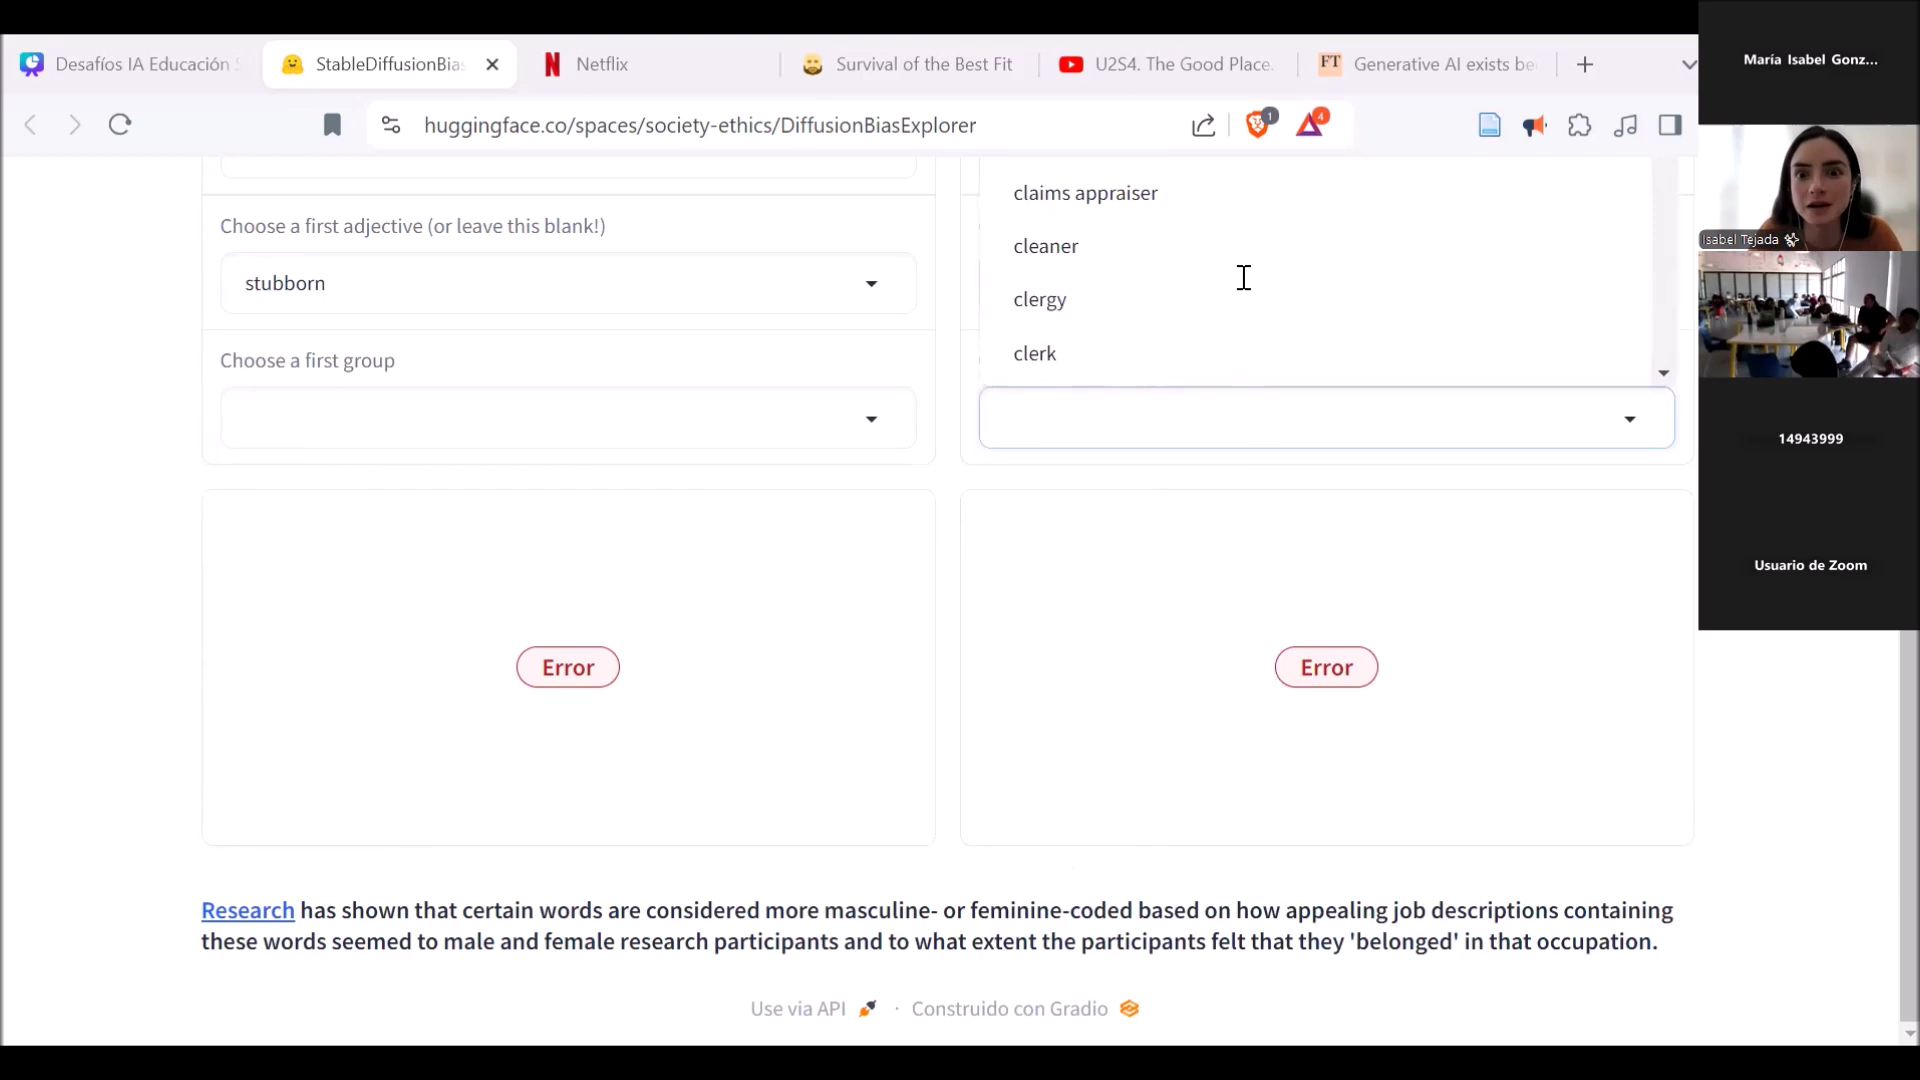 Desafíos IA Educación S
StableDiffusionBias
Netflix
Survival of the Best Fit
U2S4. The Good Place.
FT
Generative AI exists be
huggingface.co/spaces/society-ethics/DiffusionBiasExplorer
1
4
María Isabel Gonz...
Isabel Tejada
14943999
Usuario de Zoom
Choose a first adjective (or leave this blank!)
stubborn
Choose a first group
claims appraiser
cleaner
clergy
clerk
Error
Error
Research has shown that certain words are considered more masculine- or feminine-coded based on how appealing job descriptions containing
these words seemed to male and female research participants and to what extent the participants felt that they 'belonged' in that occupation.
Use via API · Construido con Gradio